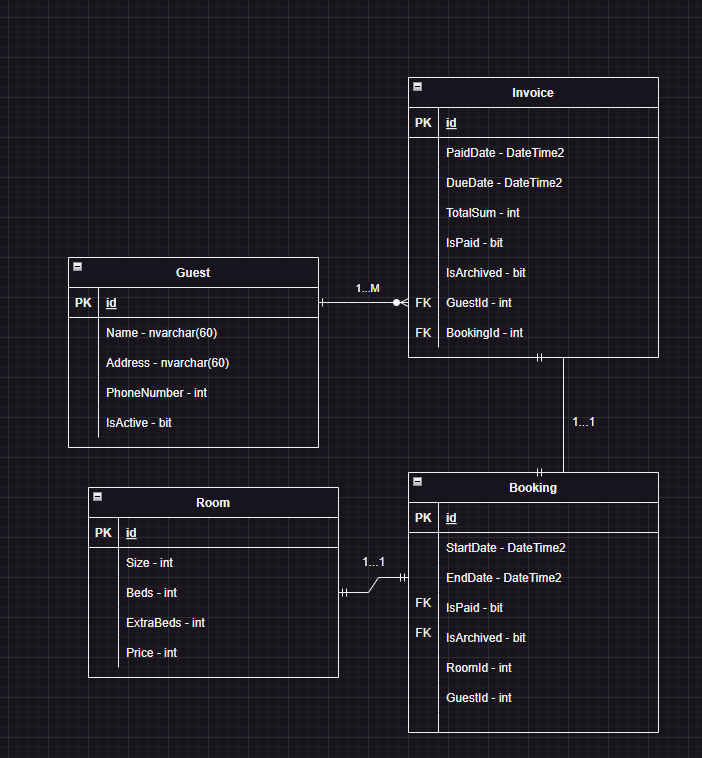 Invoice
PK id
PaidDate - DateTime2
DueDate - DateTime2
TotalSum - int
IsPaid - bit
IsArchived - bit
FK GuestId - int
FK BookingId - int
Guest
PK id
Name - nvarchar(60)
Address - nvarchar(60)
PhoneNumber - int
IsActive - bit
1...M
1...1
Room
PK id
Size - int
Beds - int
ExtraBeds - int
Price - int
1...1
Booking
PK id
StartDate - DateTime2
EndDate - DateTime2
FK IsPaid - bit
FK IsArchived - bit
RoomId - int
GuestId - int